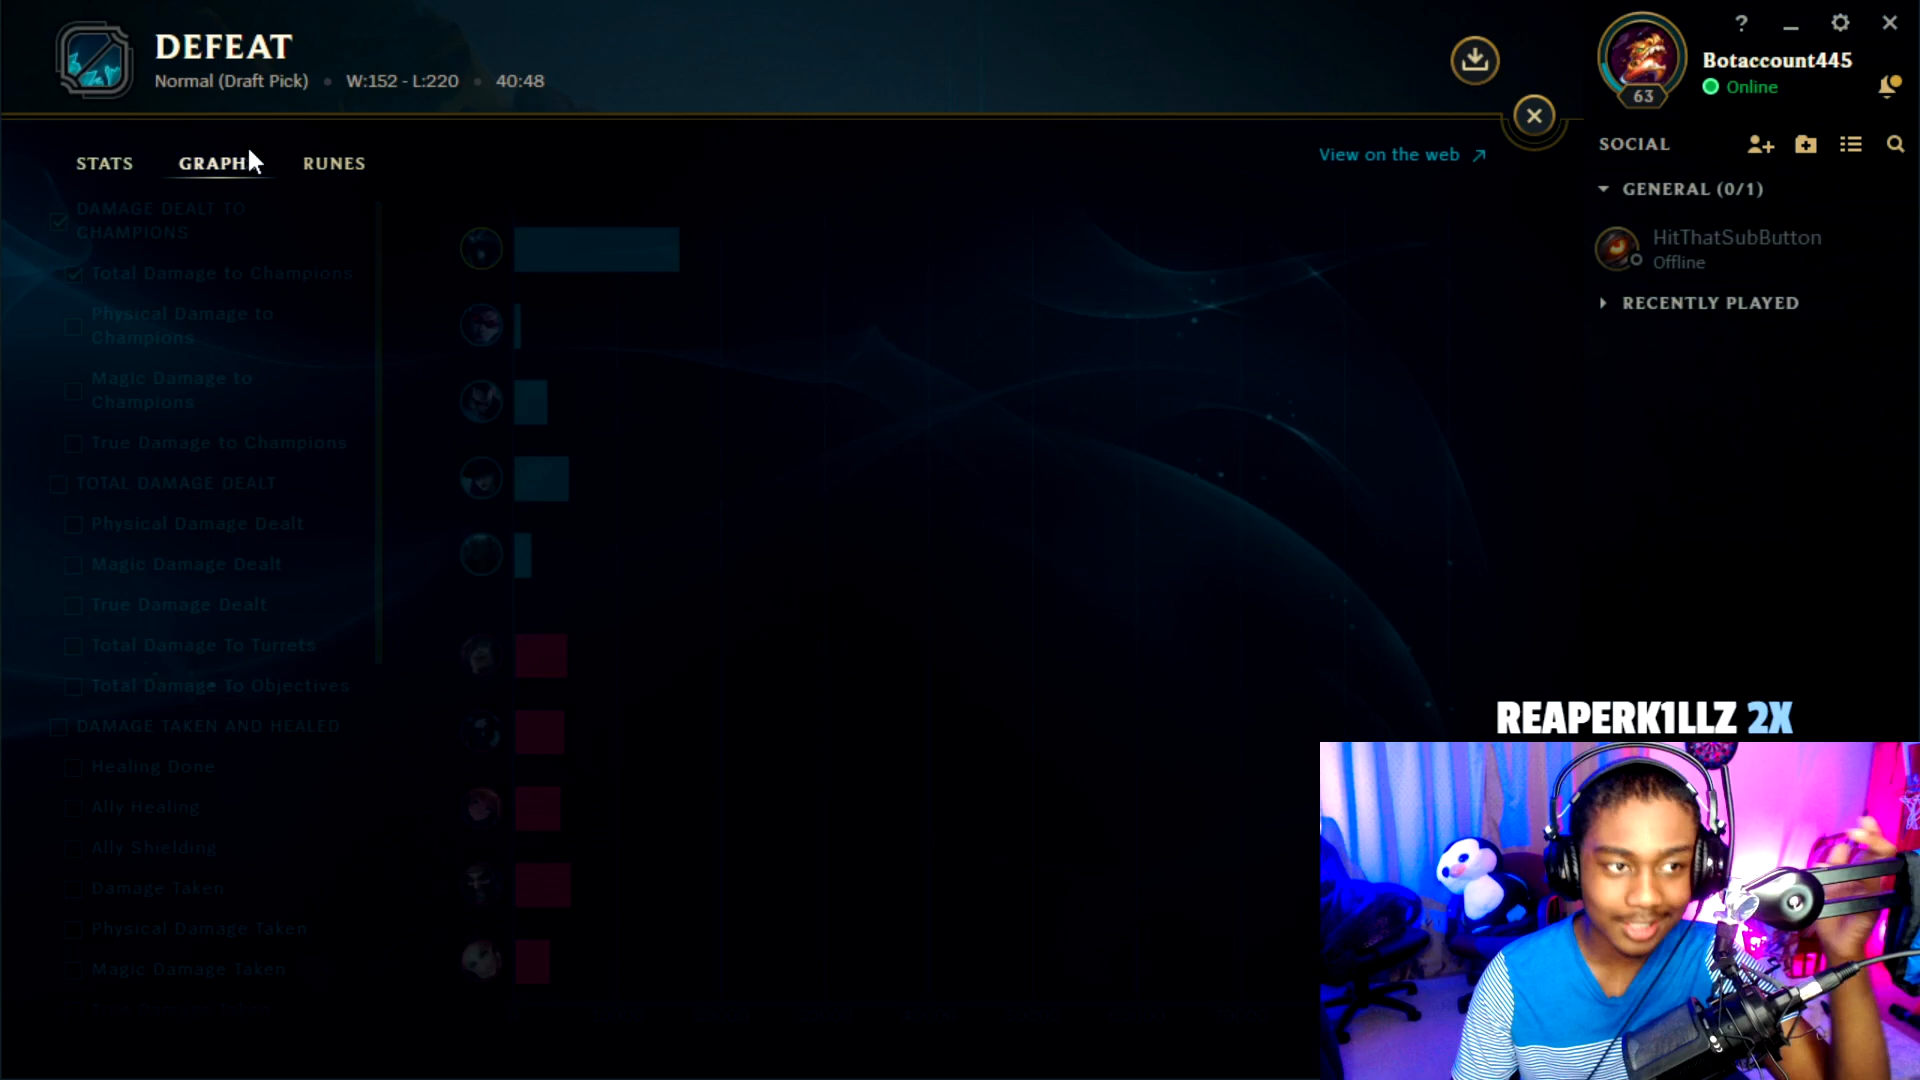 DEFEAT
Normal (Draft Pick) • W:152 - L:220 • 40:48
Botaccount445
63
Online
STATS
GRAPH
RUNES
View on the web
SOCIAL
GENERAL (0/1)
HitThatSubButton
Offline
RECENTLY PLAYED
DAMAGE DEALT TO
CHAMPIONS
Total Damage to Champions
Physical Damage to
Champions
Magic Damage to
Champions
True Damage to Champions
TOTAL DAMAGE DEALT
Physical Damage Dealt
Magic Damage Dealt
True Damage Dealt
Total Damage To Turrets
Total Damage To Objectives
DAMAGE TAKEN AND HEALED
Healing Done
Ally Healing
Ally Shielding
Damage Taken
Physical Damage Taken
Magic Damage Taken
REAPERK1LLZ 2X